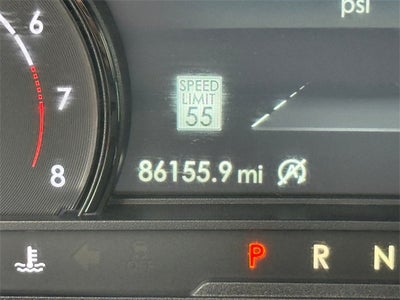 psi
6
7
8
SPEED
LIMIT
55
86155.9 mi
P R N